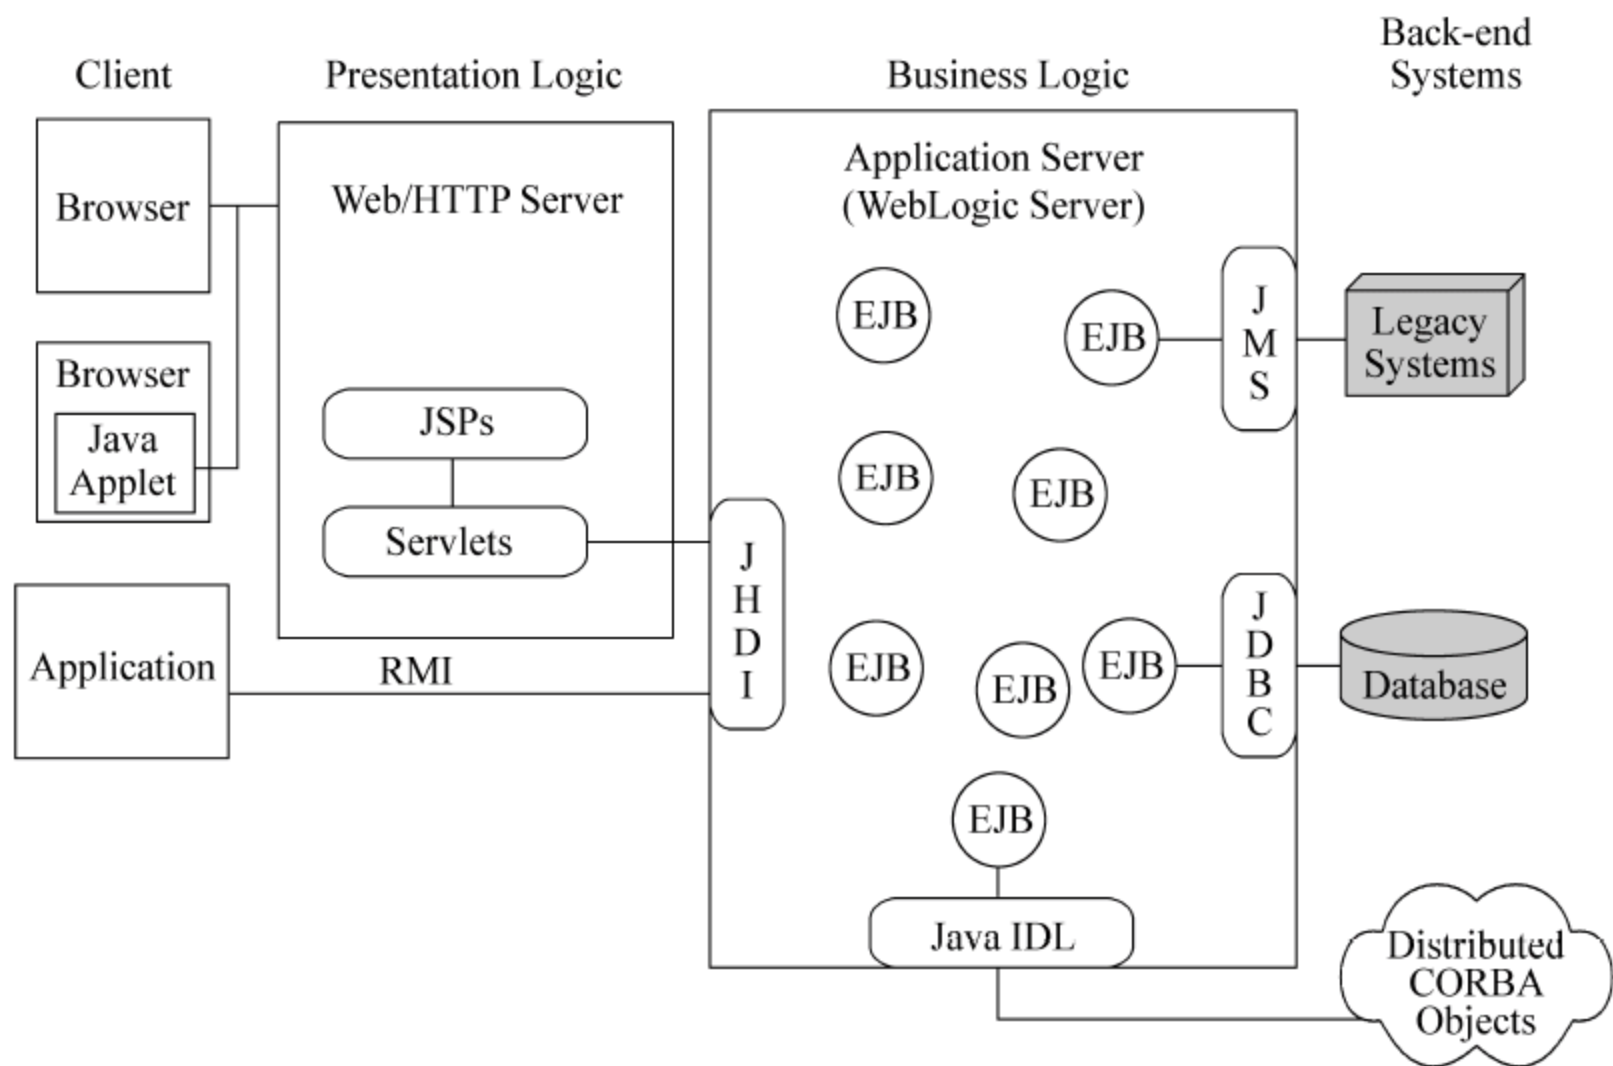 Client
Presentation Logic
Business Logic
Back-end
Systems
Browser
Browser
Java
Applet
Application
Web/HTTP Server
JSPs
Servlets
RMI
Application Server
(WebLogic Server)
J
H
D
I
EJB
EJB
EJB
EJB
EJB
EJB
EJB
EJB
J
M
S
J
D
B
C
Java IDL
Legacy
Systems
Database
Distributed
CORBA
Objects